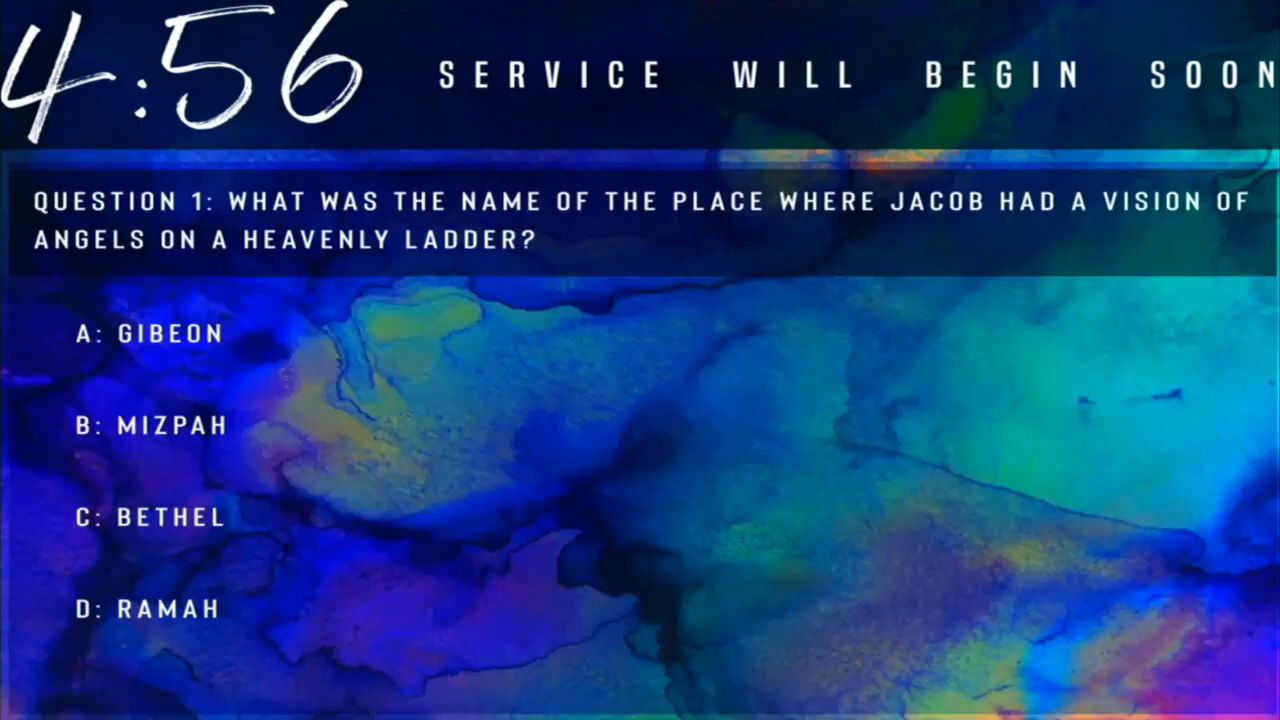 4:56
SERVICE WILL BEGIN SOON
QUESTION 1: WHAT WAS THE NAME OF THE PLACE WHERE JACOB HAD A VISION OF
ANGELS ON A HEAVENLY LADDER?
A: GIBEON
B: MIZPAH
C: BETHEL
D: RAMAH